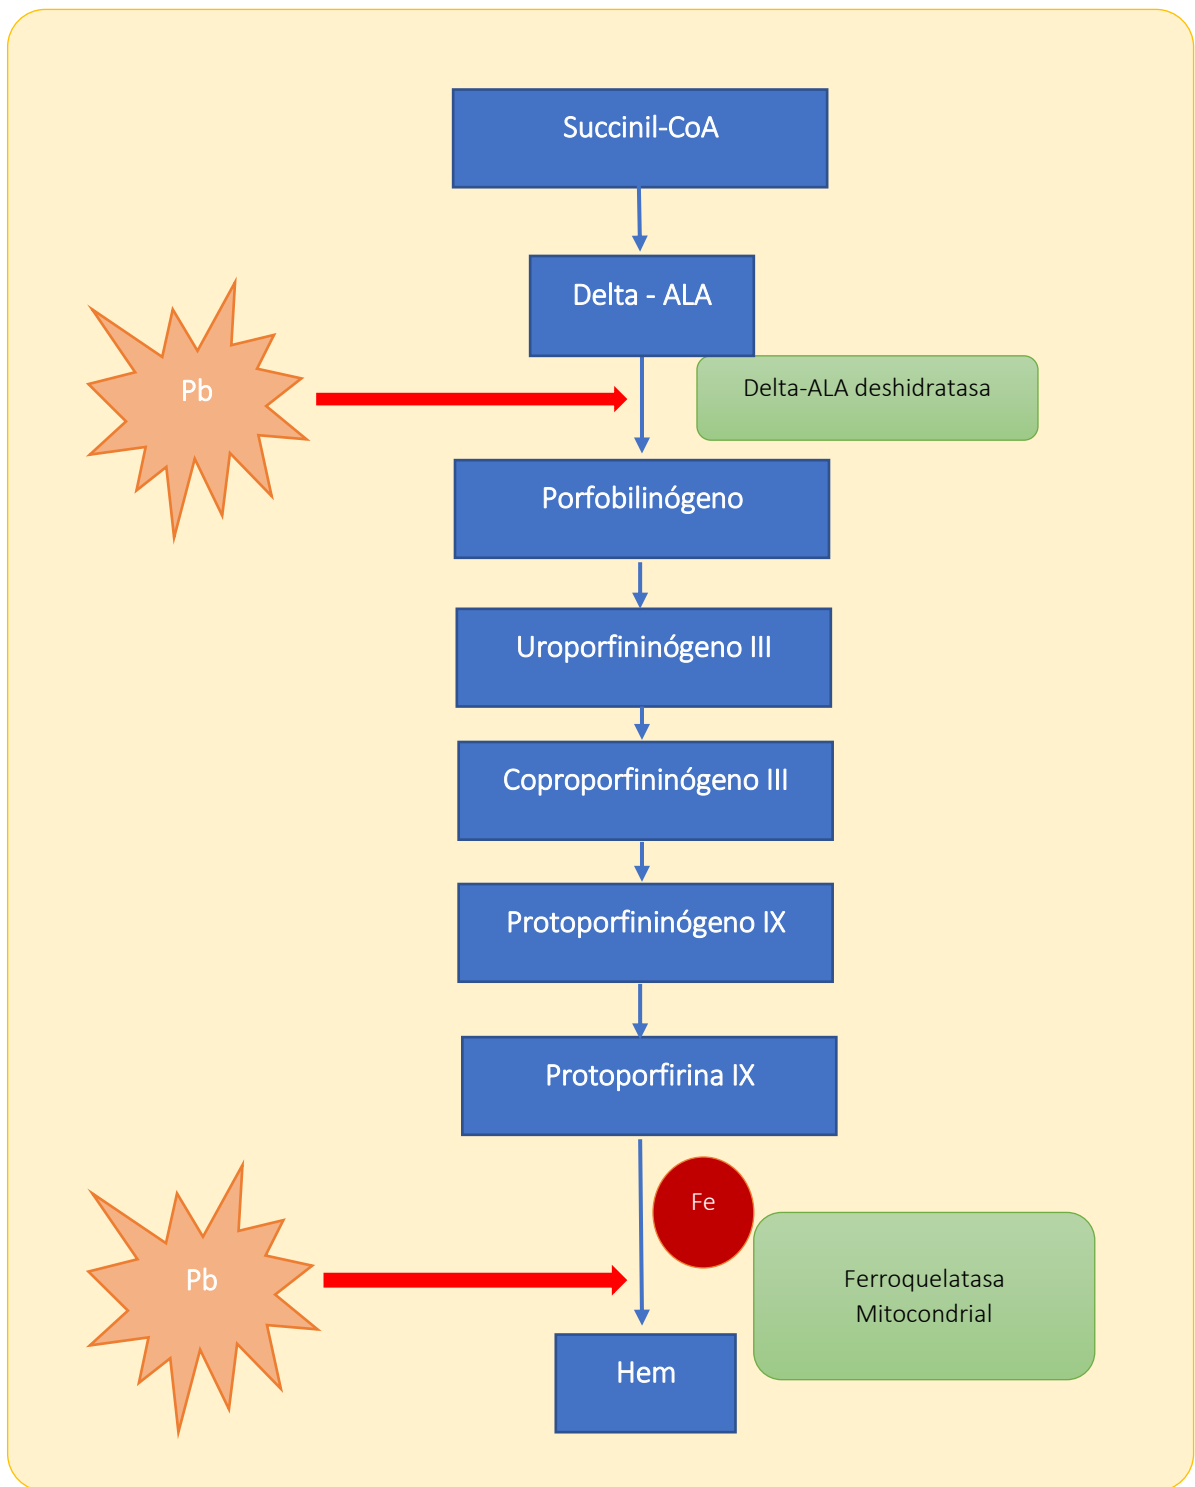 Succinil-CoA
Delta - ALA
Pb
Delta-ALA deshidratasa
Porfobilinógeno
Uroporfininógeno III
Coproporfininógeno III
Protoporfininógeno IX
Protoporfirina IX
Fe
Pb
Ferroquelatasa
Mitocondrial
Hem